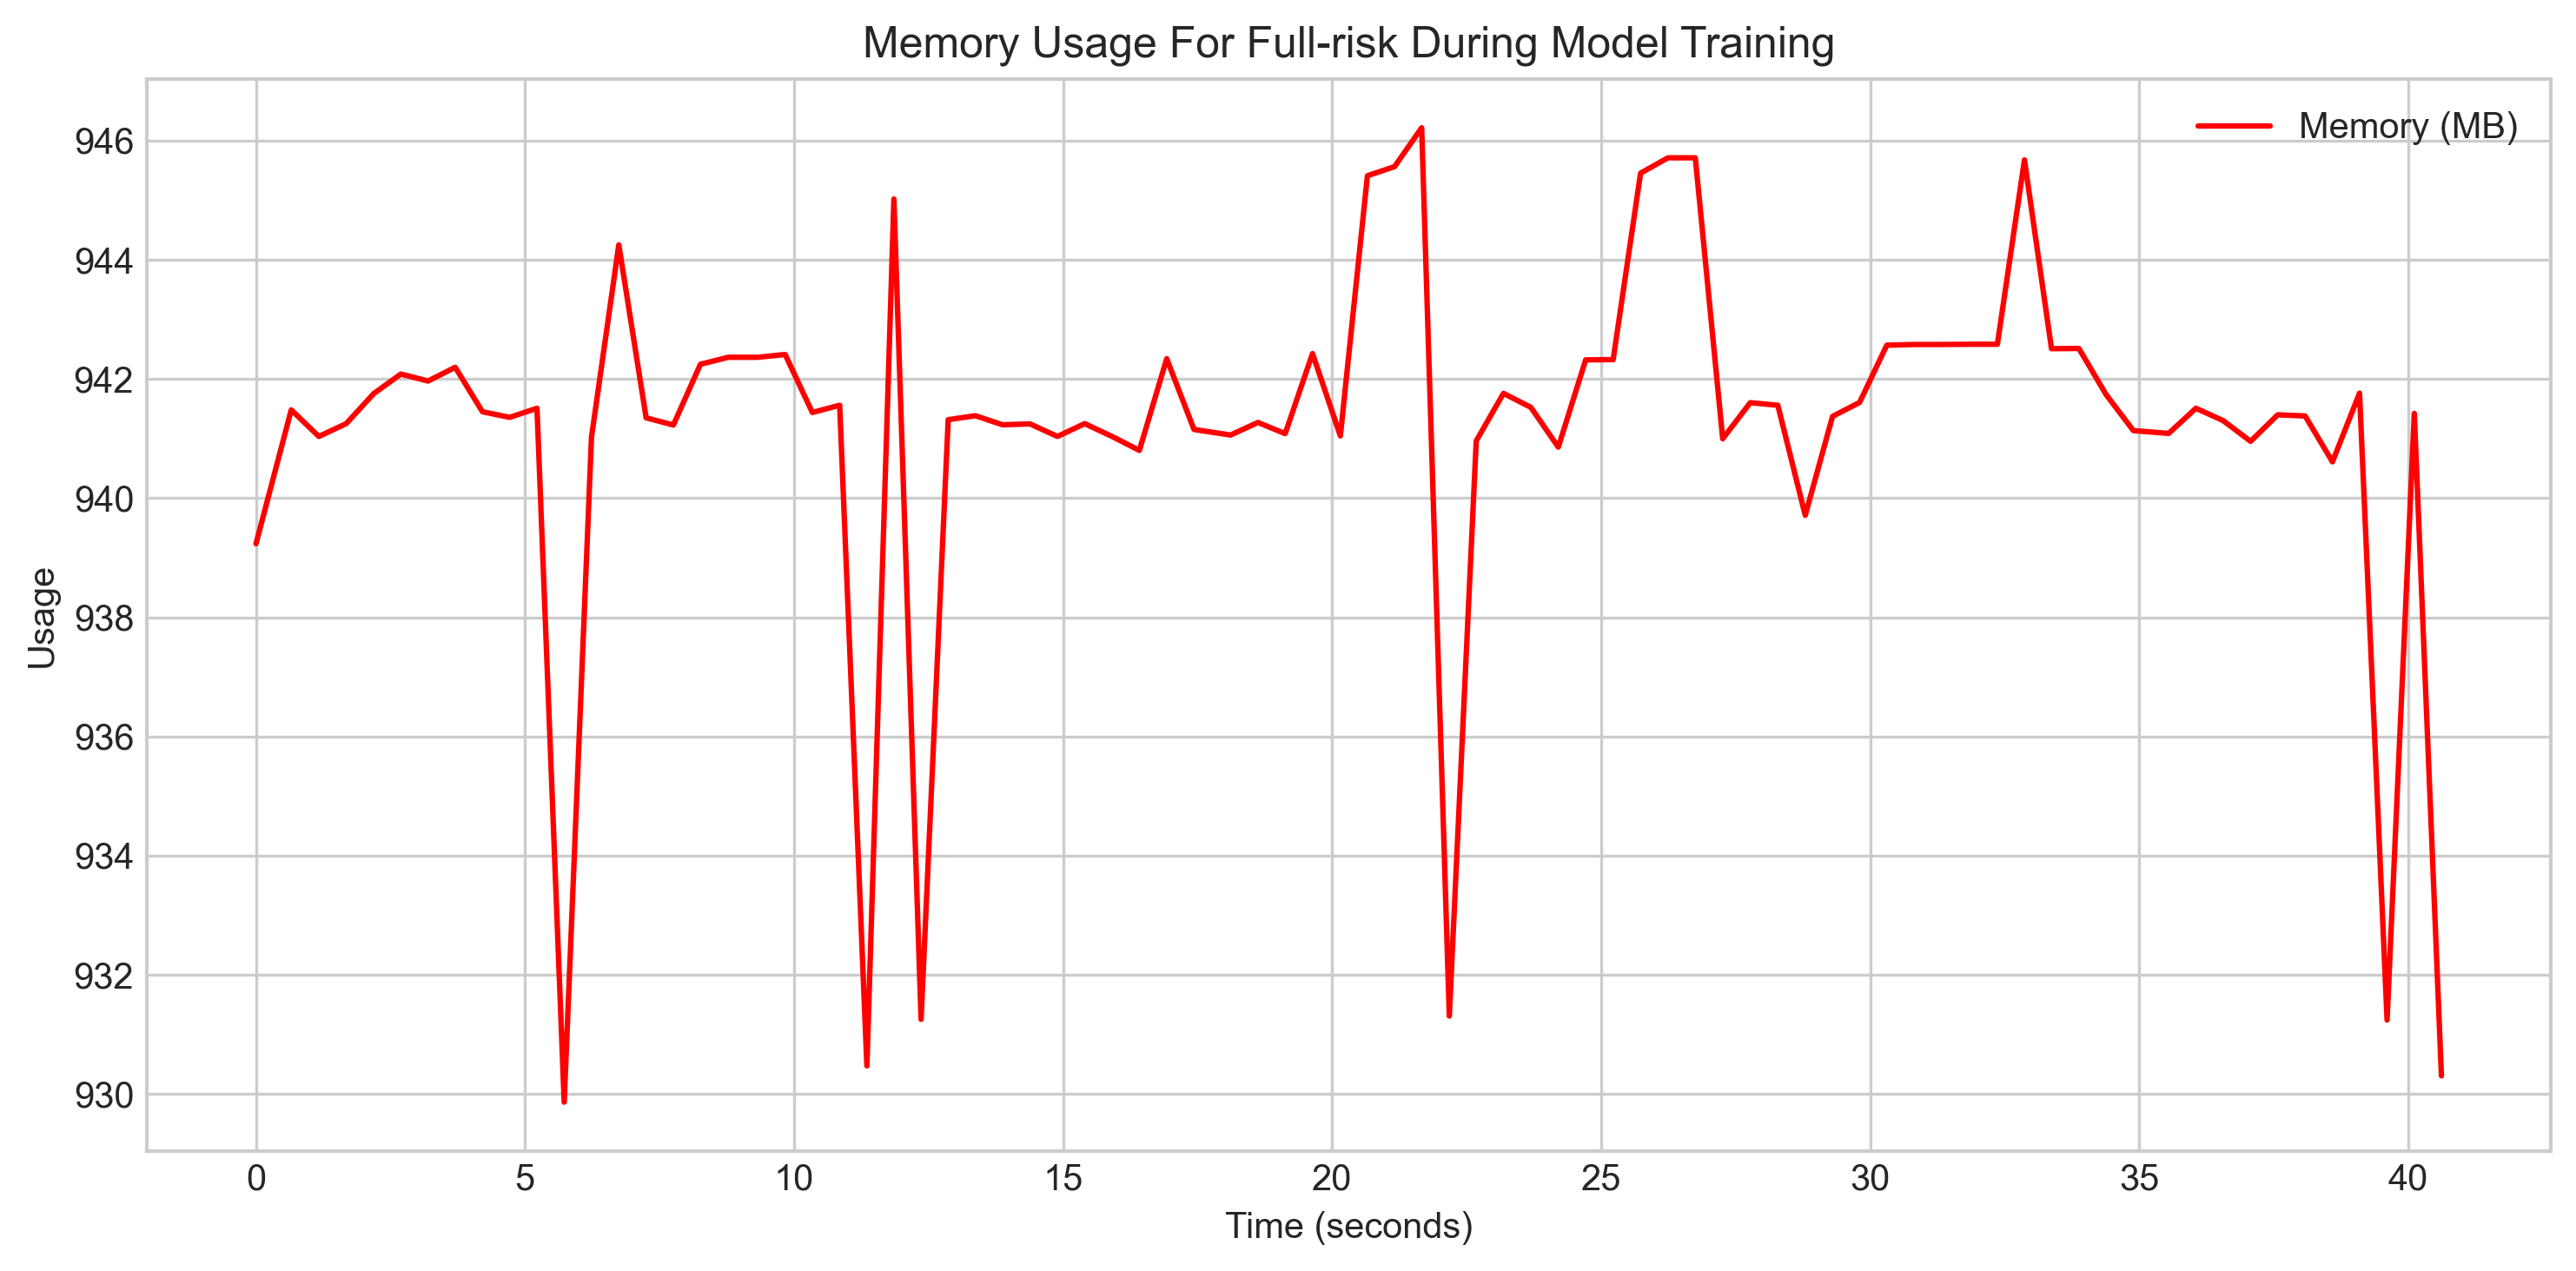 Memory Usage For Full-risk During Model Training
Memory (MB)
946
944
942
940
938
936
934
932
930
Usage
0 5 10 15 20 25 30 35 40
Time (seconds)